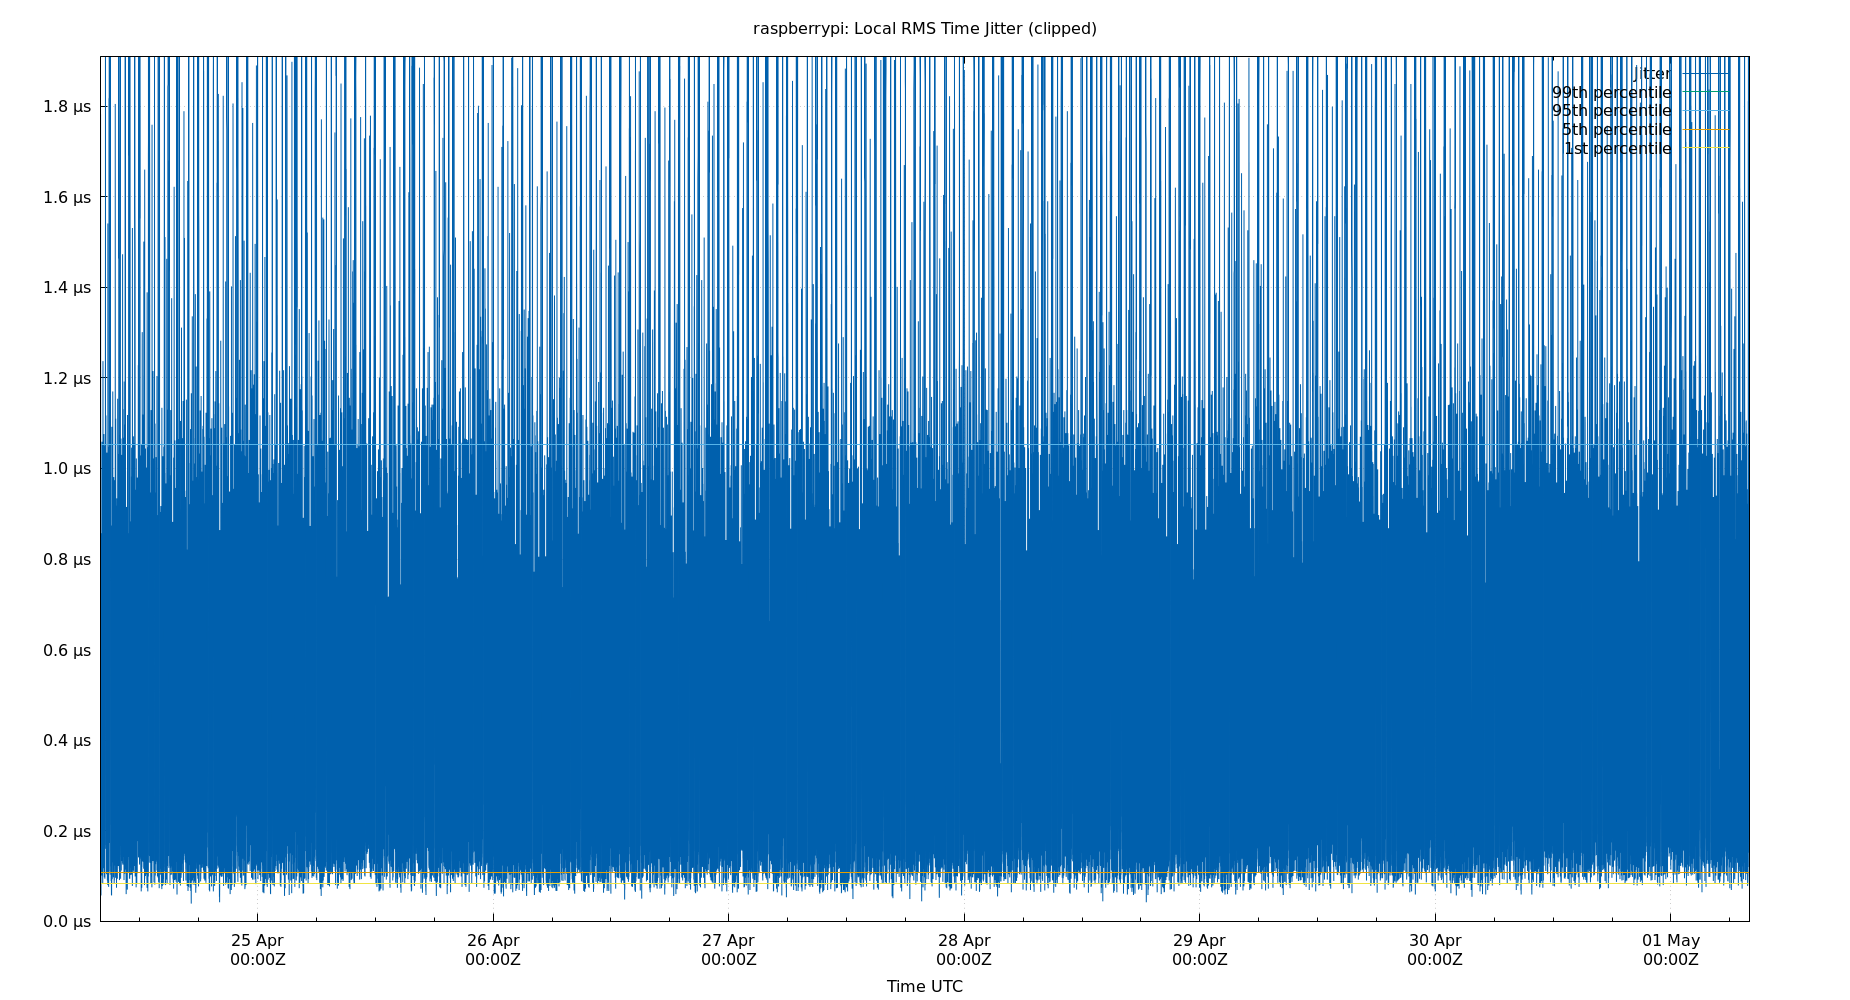 raspberrypi: Local RMS Time Jitter (clipped)
jitter
99th percentile
95th percentile
5th percentile
1st percentile
1.8 µs
1.6 µs
1.4 µs
1.2 µs
1.0 µs
0.8 µs
0.6 µs
0.4 µs
0.2 µs
0.0 µs
25 Apr 26 Apr 27 Apr 28 Apr 29 Apr 30 Apr 01 May
00:00Z 00:00Z 00:00Z 00:00Z 00:00Z 00:00Z 00:00Z
Time UTC